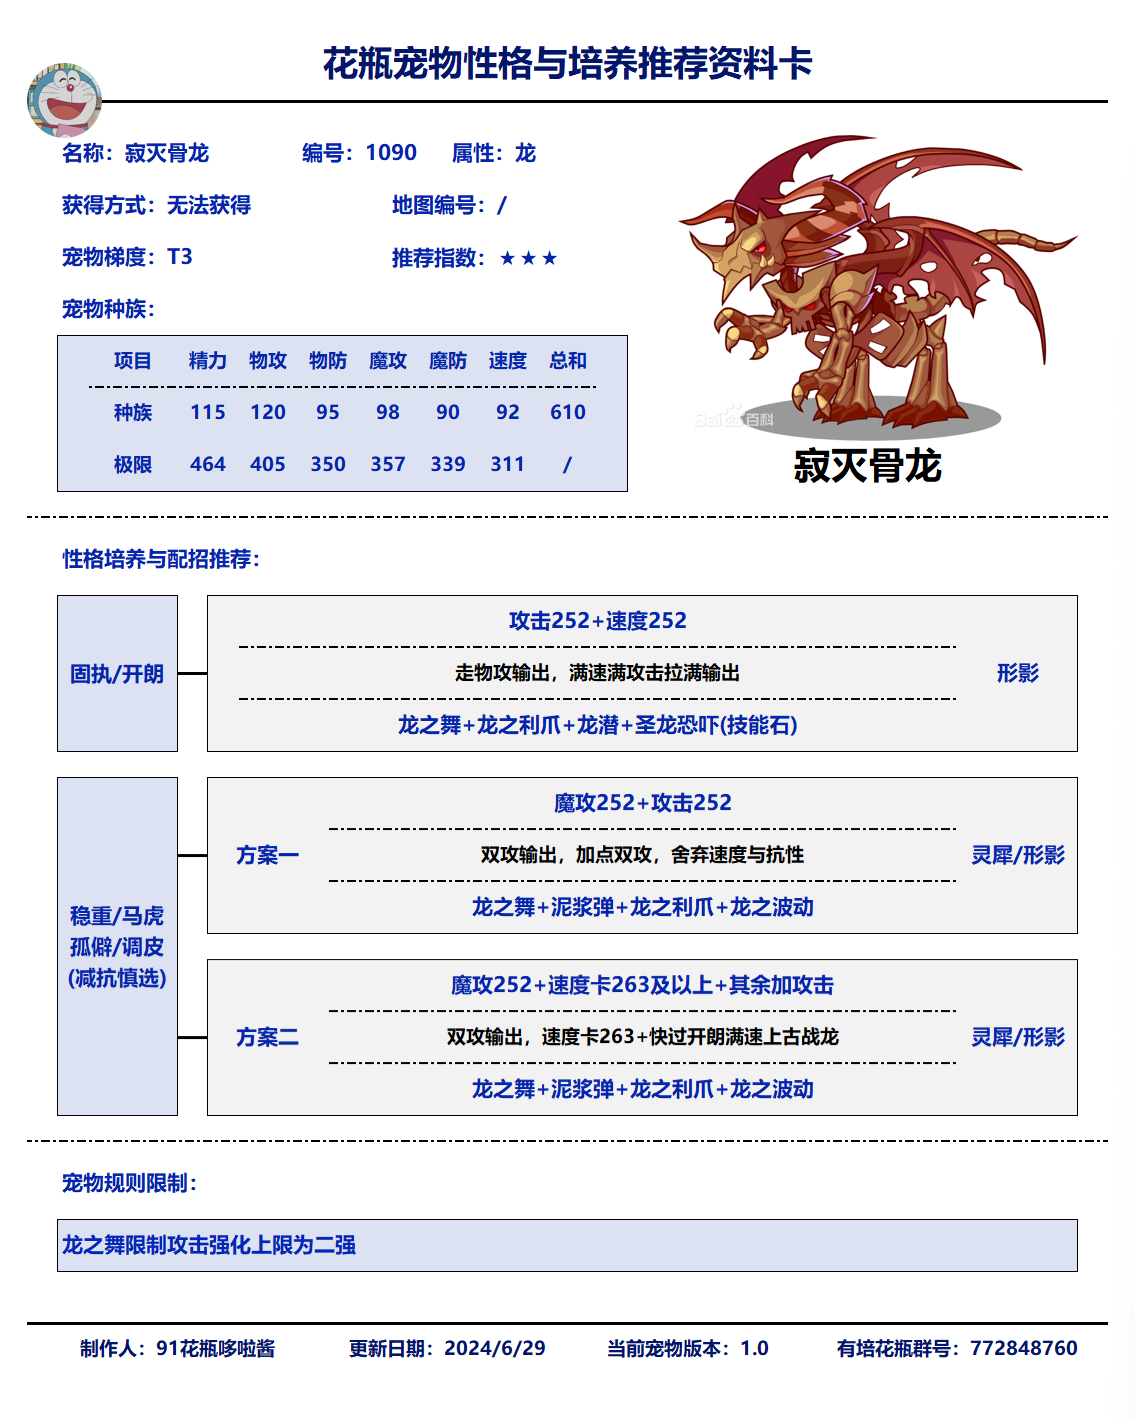 花瓶宠物性格与培养推荐资料卡
名称：寂灭骨龙 编号：1090 属性：龙
获得方式：无法获得 地图编号：/
宠物梯度：T3 推荐指数：★★★
宠物种族：
项目 精力 物攻 物防 魔攻 魔防 速度 总和
种族 115 120 95 98 90 92 610
极限 464 405 350 357 339 311 /
Bai du 百科
寂灭骨龙
性格培养与配招推荐：
固执/开朗
攻击252+速度252
走物攻输出，满速满攻击拉满输出
龙之舞+龙之利爪+龙潜+圣龙恐吓(技能石)
形影
稳重/马虎
孤僻/调皮
(减抗慎选)
方案一
魔攻252+攻击252
双攻输出，加点双攻，舍弃速度与抗性
龙之舞+泥浆弹+龙之利爪+龙之波动
灵犀/形影
方案二
魔攻252+速度卡263及以上+其余加攻击
双攻输出，速度卡263+快过开朗满速上古战龙
龙之舞+泥浆弹+龙之利爪+龙之波动
灵犀/形影
宠物规则限制：
龙之舞限制攻击强化上限为二强
制作人：91花瓶哆啦酱 更新日期：2024/6/29 当前宠物版本：1.0 有培花瓶群号：772848760